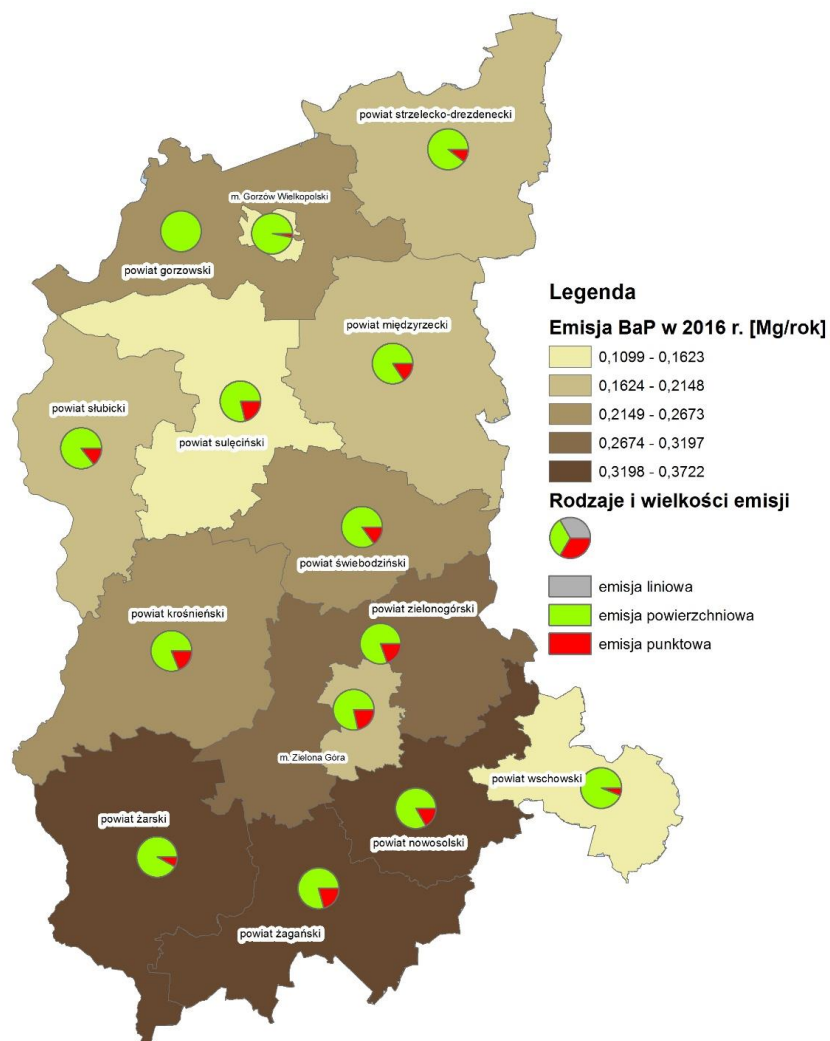 powiat strzelecko-drezdenecki
m. Gorzów Wielkopolski
powiat gorzowski
powiat międzyrzecki
powiat słubicki
powiat sulęciński
powiat świebodziński
powiat krośnieński
powiat zielonogórski
m. Zielona Góra
powiat wschowski
powiat żarski
powiat nowosolski
powiat żagański
Legenda
Emisja BaP w 2016 r. [Mg/rok]
0,1099 - 0,1623
0,1624 - 0,2148
0,2149 - 0,2673
0,2674 - 0,3197
0,3198 - 0,3722
Rodzaje i wielkości emisji
emisja liniowa
emisja powierzchniowa
emisja punktowa